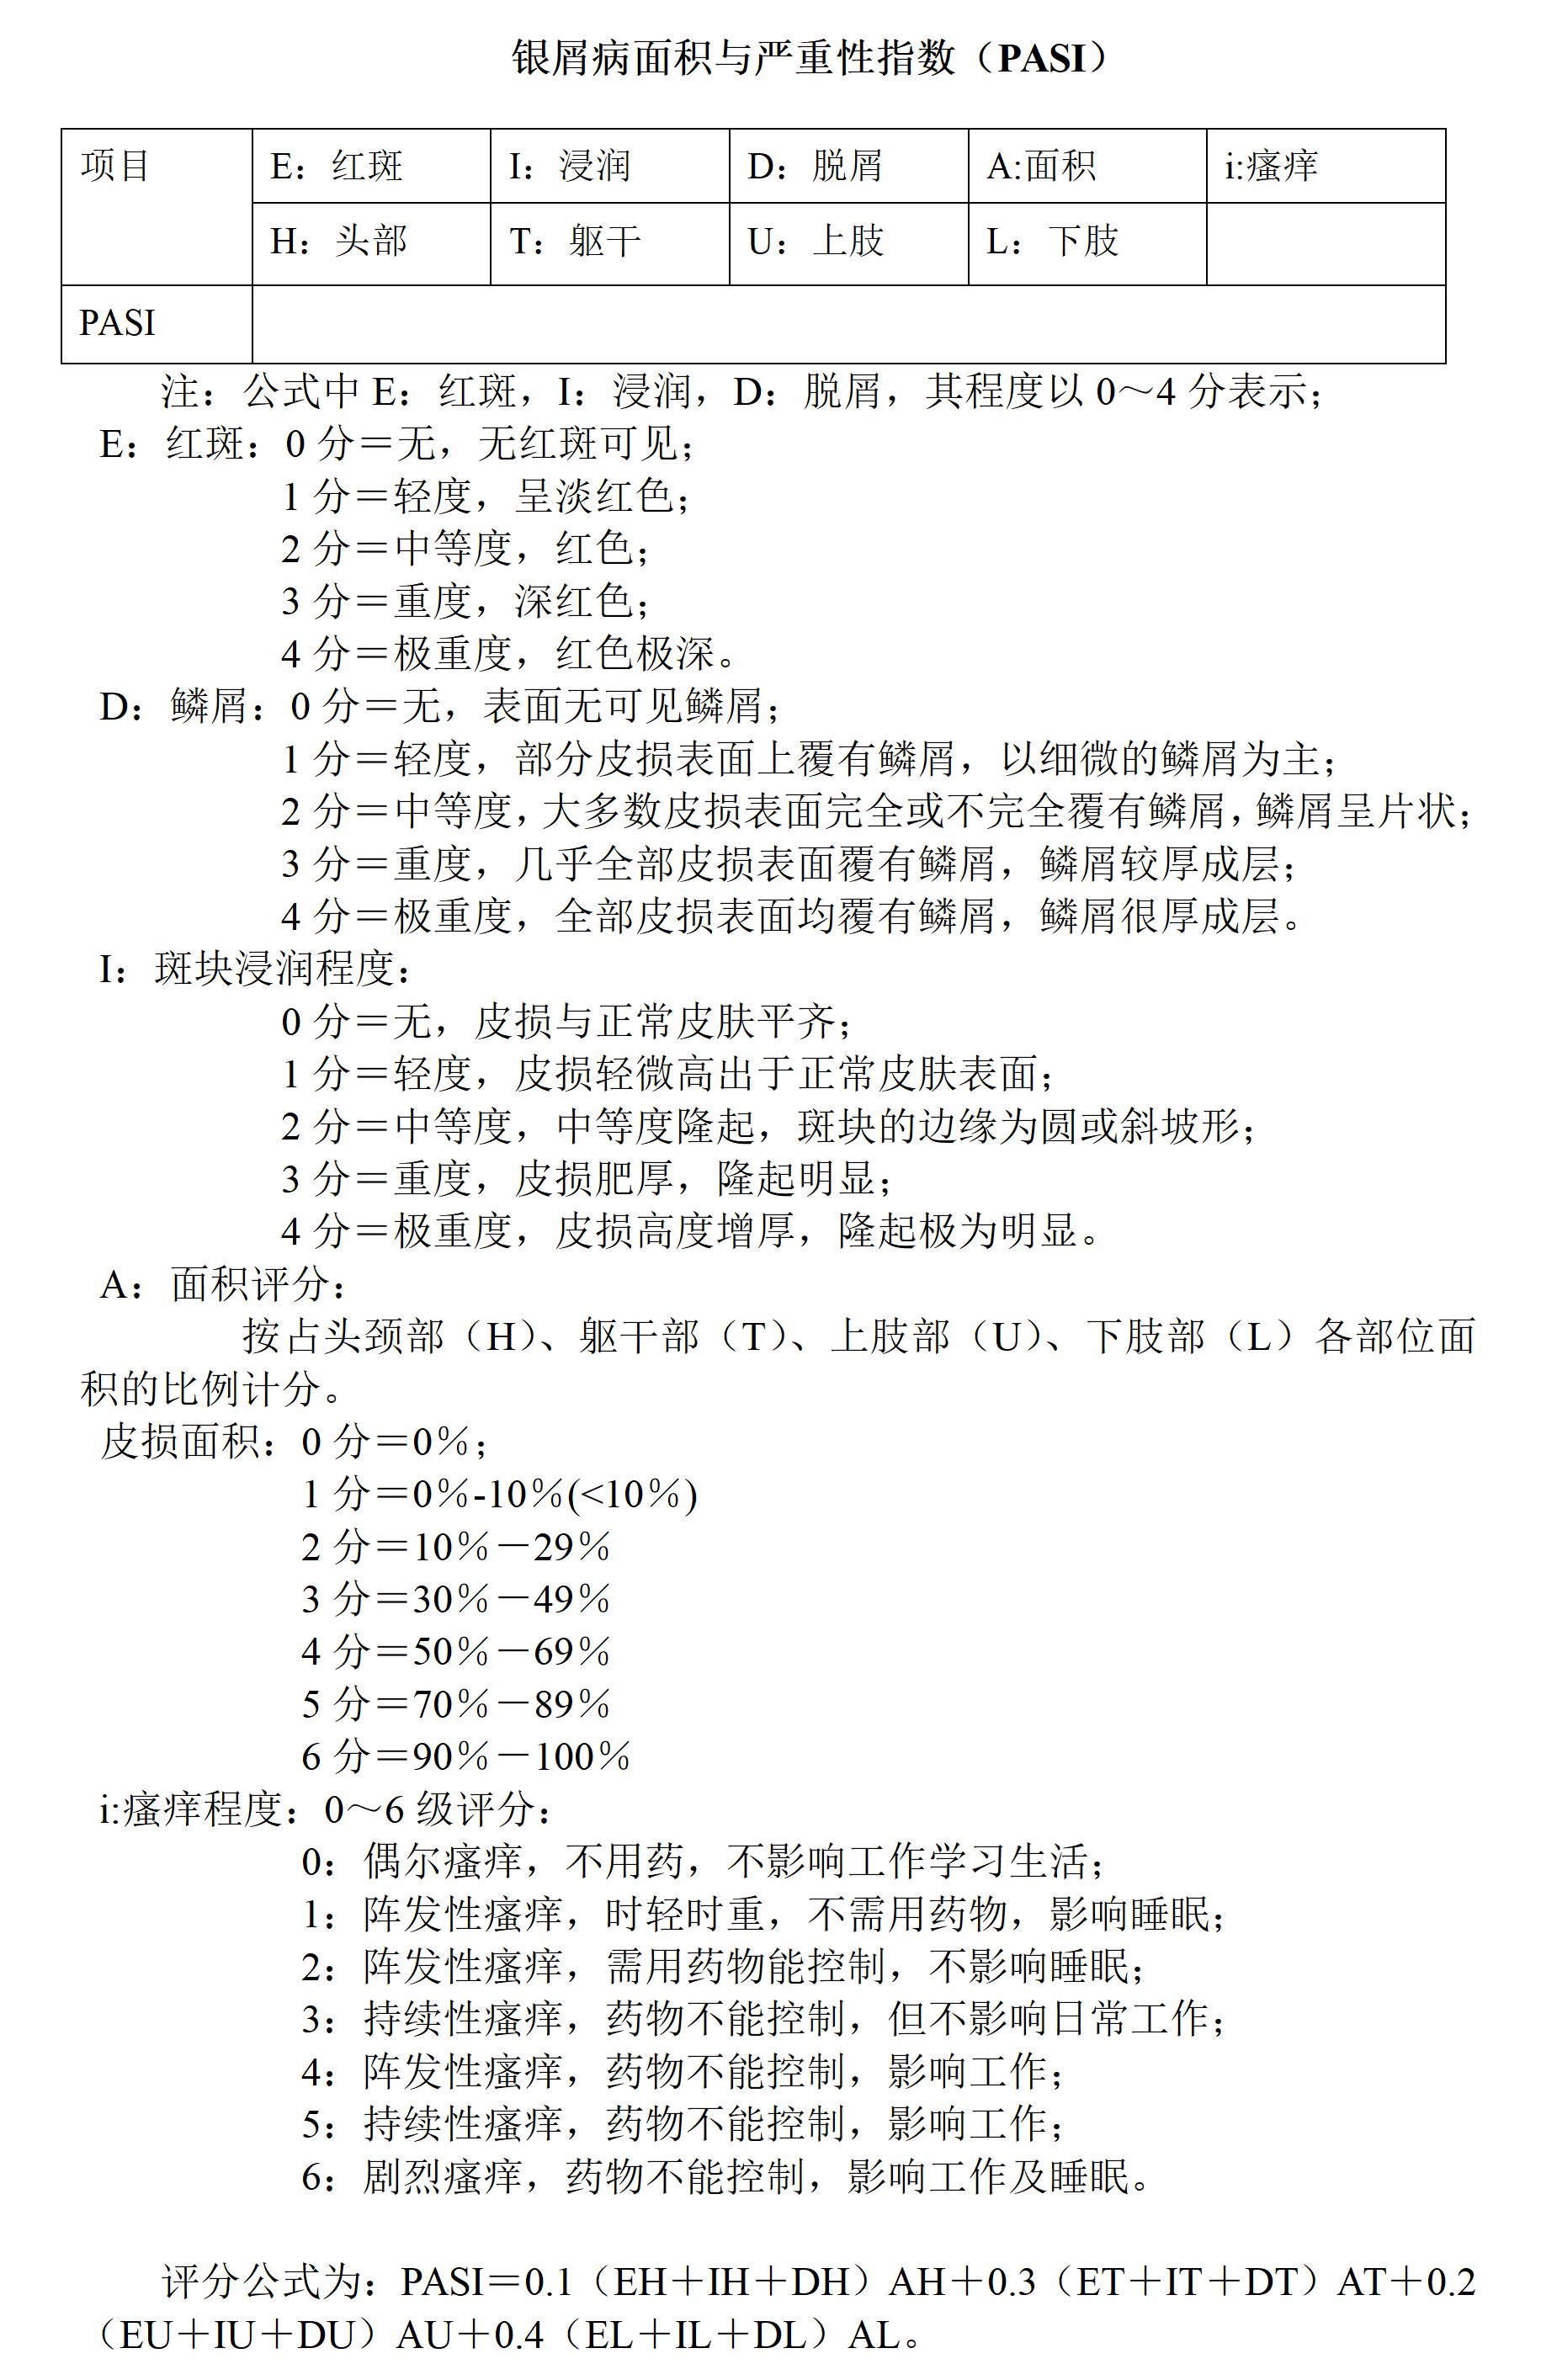 银屑病面积与严重性指数（PASI）
项目 E：红斑 I：浸润 D：脱屑 A:面积 i:瘙痒
H：头部 T：躯干 U：上肢 L：下肢
PASI
注：公式中 E：红斑，I：浸润，D：脱屑，其程度以 0～4 分表示；
E：红斑：0 分＝无，无红斑可见；
1 分＝轻度，呈淡红色；
2 分＝中等度，红色；
3 分＝重度，深红色；
4 分＝极重度，红色极深。
D：鳞屑：0 分＝无，表面无可见鳞屑；
1 分＝轻度，部分皮损表面上覆有鳞屑，以细微的鳞屑为主；
2 分＝中等度，大多数皮损表面完全或不完全覆有鳞屑，鳞屑呈片状；
3 分＝重度，几乎全部皮损表面覆有鳞屑，鳞屑较厚成层；
4 分＝极重度，全部皮损表面均覆有鳞屑，鳞屑很厚成层。
I：斑块浸润程度：
0 分＝无，皮损与正常皮肤平齐；
1 分＝轻度，皮损轻微高出于正常皮肤表面；
2 分＝中等度，中等度隆起，斑块的边缘为圆或斜坡形；
3 分＝重度，皮损肥厚，隆起明显；
4 分＝极重度，皮损高度增厚，隆起极为明显。
A：面积评分：
按占头颈部（H）、躯干部（T）、上肢部（U）、下肢部（L）各部位面
积的比例计分。
皮损面积：0 分＝0％；
1 分＝0％-10％(<10％)
2 分＝10％－29％
3 分＝30％－49％
4 分＝50％－69％
5 分＝70％－89％
6 分＝90％－100％
i:瘙痒程度：0～6 级评分：
0：偶尔瘙痒，不用药，不影响工作学习生活；
1：阵发性瘙痒，时轻时重，不需用药物，影响睡眠；
2：阵发性瘙痒，需用药物能控制，不影响睡眠；
3：持续性瘙痒，药物不能控制，但不影响日常工作；
4：阵发性瘙痒，药物不能控制，影响工作；
5：持续性瘙痒，药物不能控制，影响工作；
6：剧烈瘙痒，药物不能控制，影响工作及睡眠。
评分公式为：PASI＝0.1（EH＋IH＋DH）AH＋0.3（ET＋IT＋DT）AT＋0.2
（EU＋IU＋DU）AU＋0.4（EL＋IL＋DL）AL。